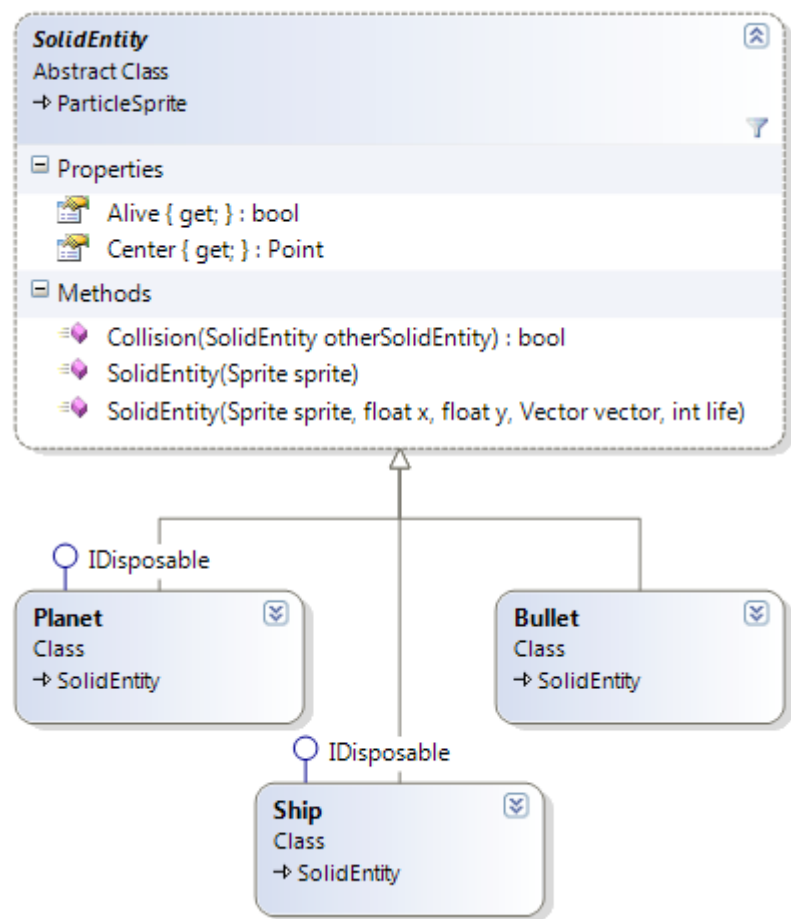 SolidEntity
Abstract Class
ParticleSprite
Properties
Alive { get; } : bool
Center { get; } : Point
Methods
Collision(SolidEntity otherSolidEntity) : bool
SolidEntity(Sprite sprite)
SolidEntity(Sprite sprite, float x, float y, Vector vector, int life)
IDisposable
Planet
Class
SolidEntity
Bullet
Class
SolidEntity
IDisposable
Ship
Class
SolidEntity